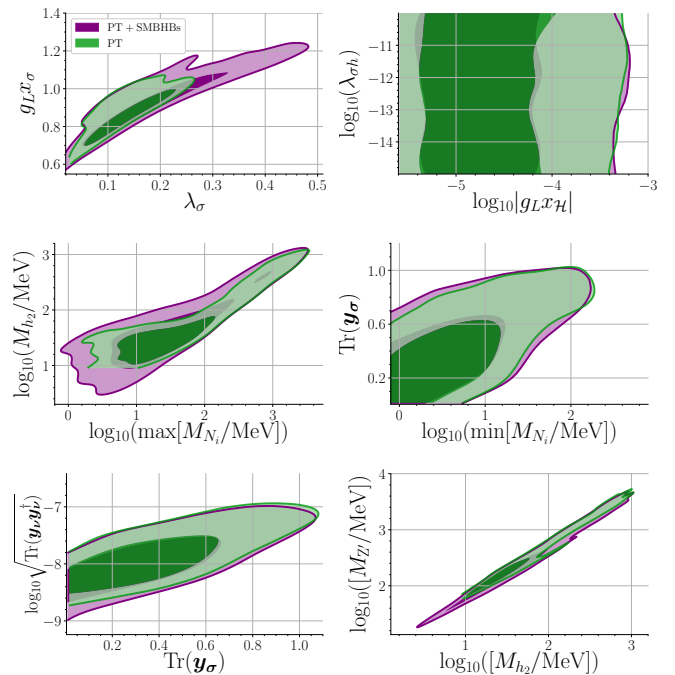 PT + SMBHBs
PT
1.4
1.2
1.0
0.8
0.6
g_L x_σ
0.1 0.2 0.3 0.4 0.5
λ_σ
−11
−12
−13
−14
log₁₀(λ_σh)
−5 −4 −3
log₁₀|g_L x_ℋ|
3
2
1
log₁₀(M_h₂/MeV)
0 1 2 3
log₁₀(max[M_Nᵢ/MeV])
1.0
0.6
0.2
Tr(y_σ)
0 1 2
log₁₀(min[M_Nᵢ/MeV])
−7
−8
−9
log₁₀√Tr(y_ν y_ν†)
0.2 0.4 0.6 0.8 1.0
Tr(y_σ)
4
3
2
log₁₀([M_Z′/MeV])
1 2 3
log₁₀([M_h₂/MeV])